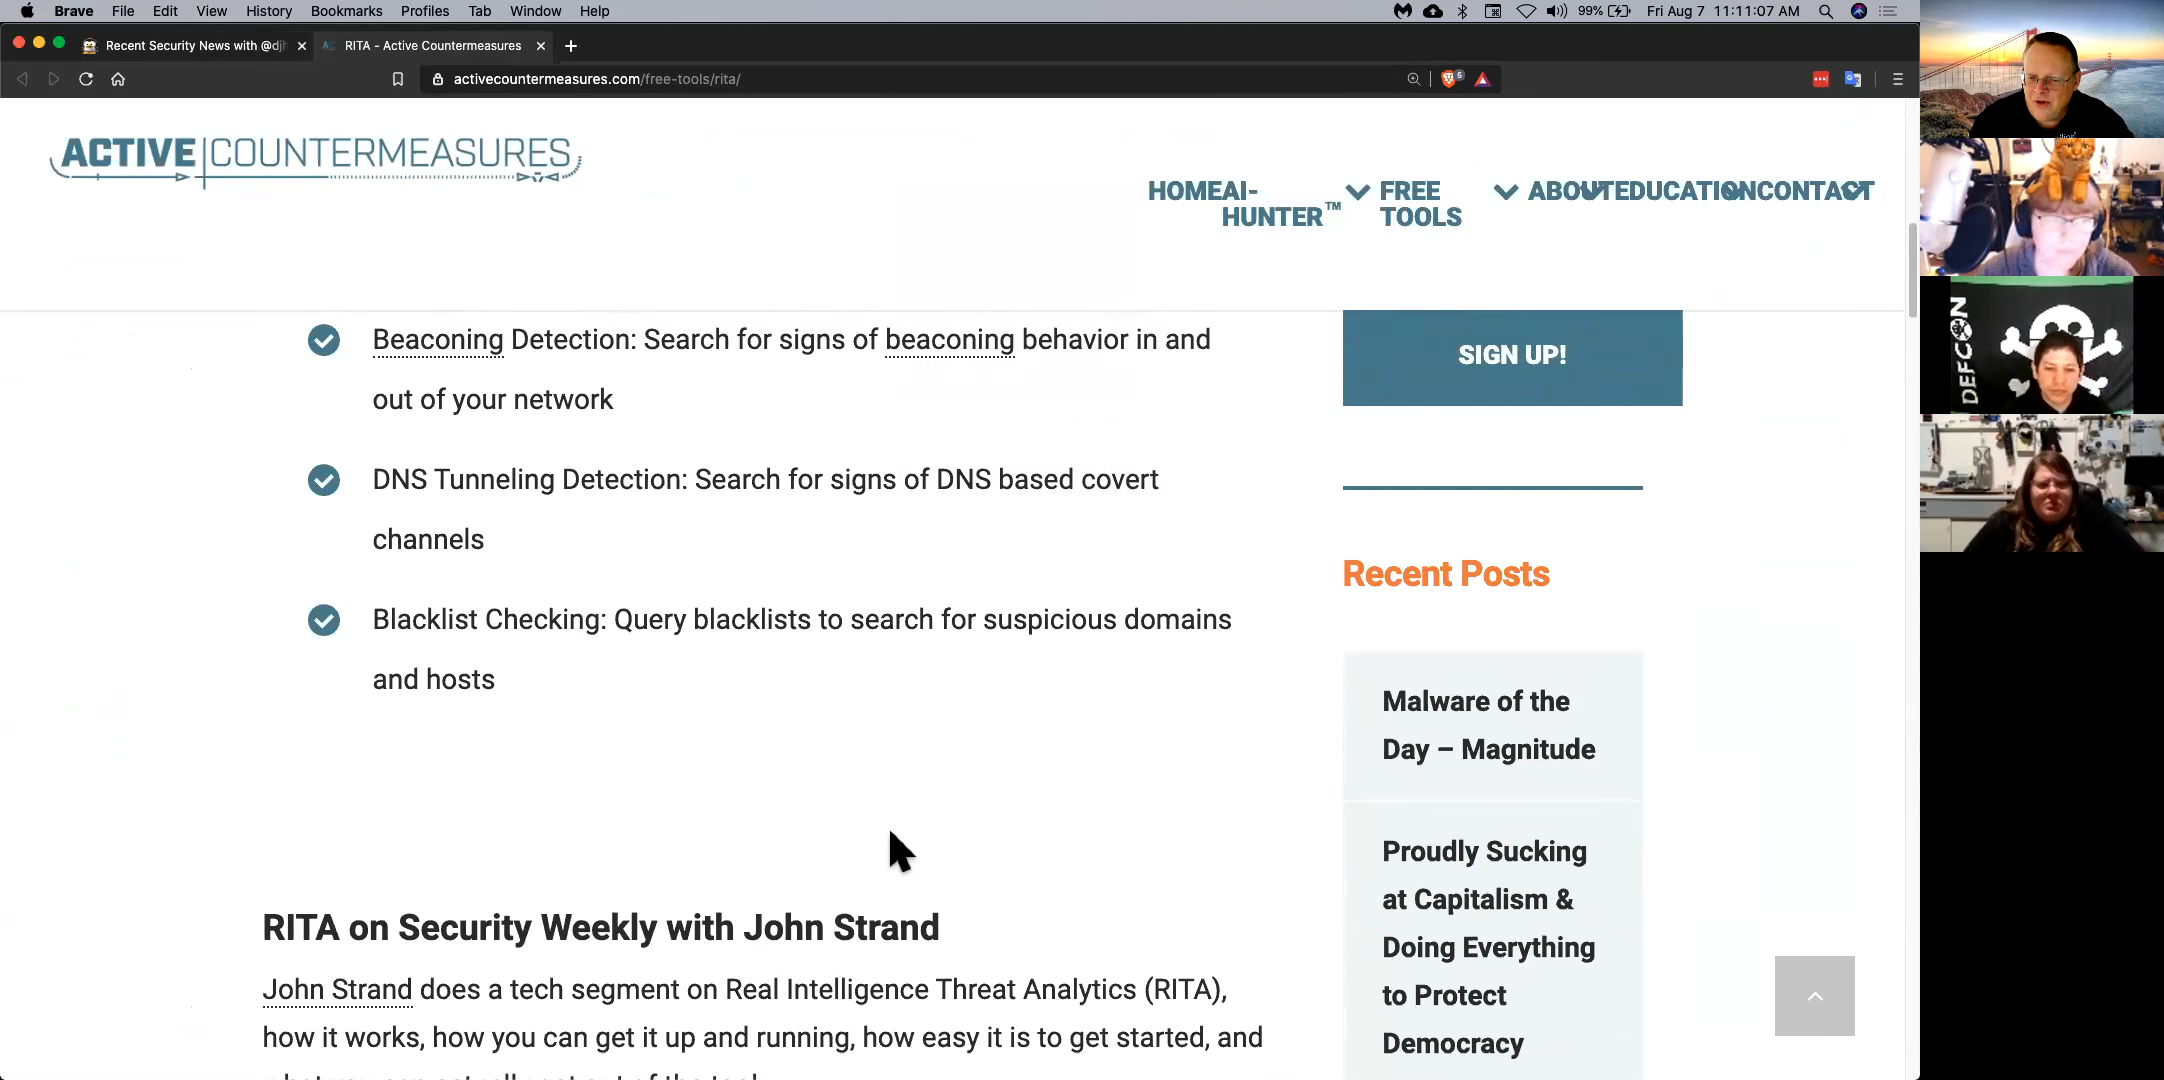 Brave File Edit View History Bookmarks Profiles Tab Window Help 99% Fri Aug 7 11:11:07 AM
Recent Security News with @djh RITA - Active Countermeasures
activecountermeasures.com/free-tools/rita/
ACTIVE COUNTERMEASURES
HOME AI-HUNTER™ FREE TOOLS ABOUT EDUCATION CONTACT
Beaconing Detection: Search for signs of beaconing behavior in and
out of your network
DNS Tunneling Detection: Search for signs of DNS based covert
channels
Blacklist Checking: Query blacklists to search for suspicious domains
and hosts
RITA on Security Weekly with John Strand
John Strand does a tech segment on Real Intelligence Threat Analytics (RITA),
how it works, how you can get it up and running, how easy it is to get started, and
SIGN UP!
Recent Posts
Malware of the
Day – Magnitude
Proudly Sucking
at Capitalism &
Doing Everything
to Protect
Democracy
DEFCON